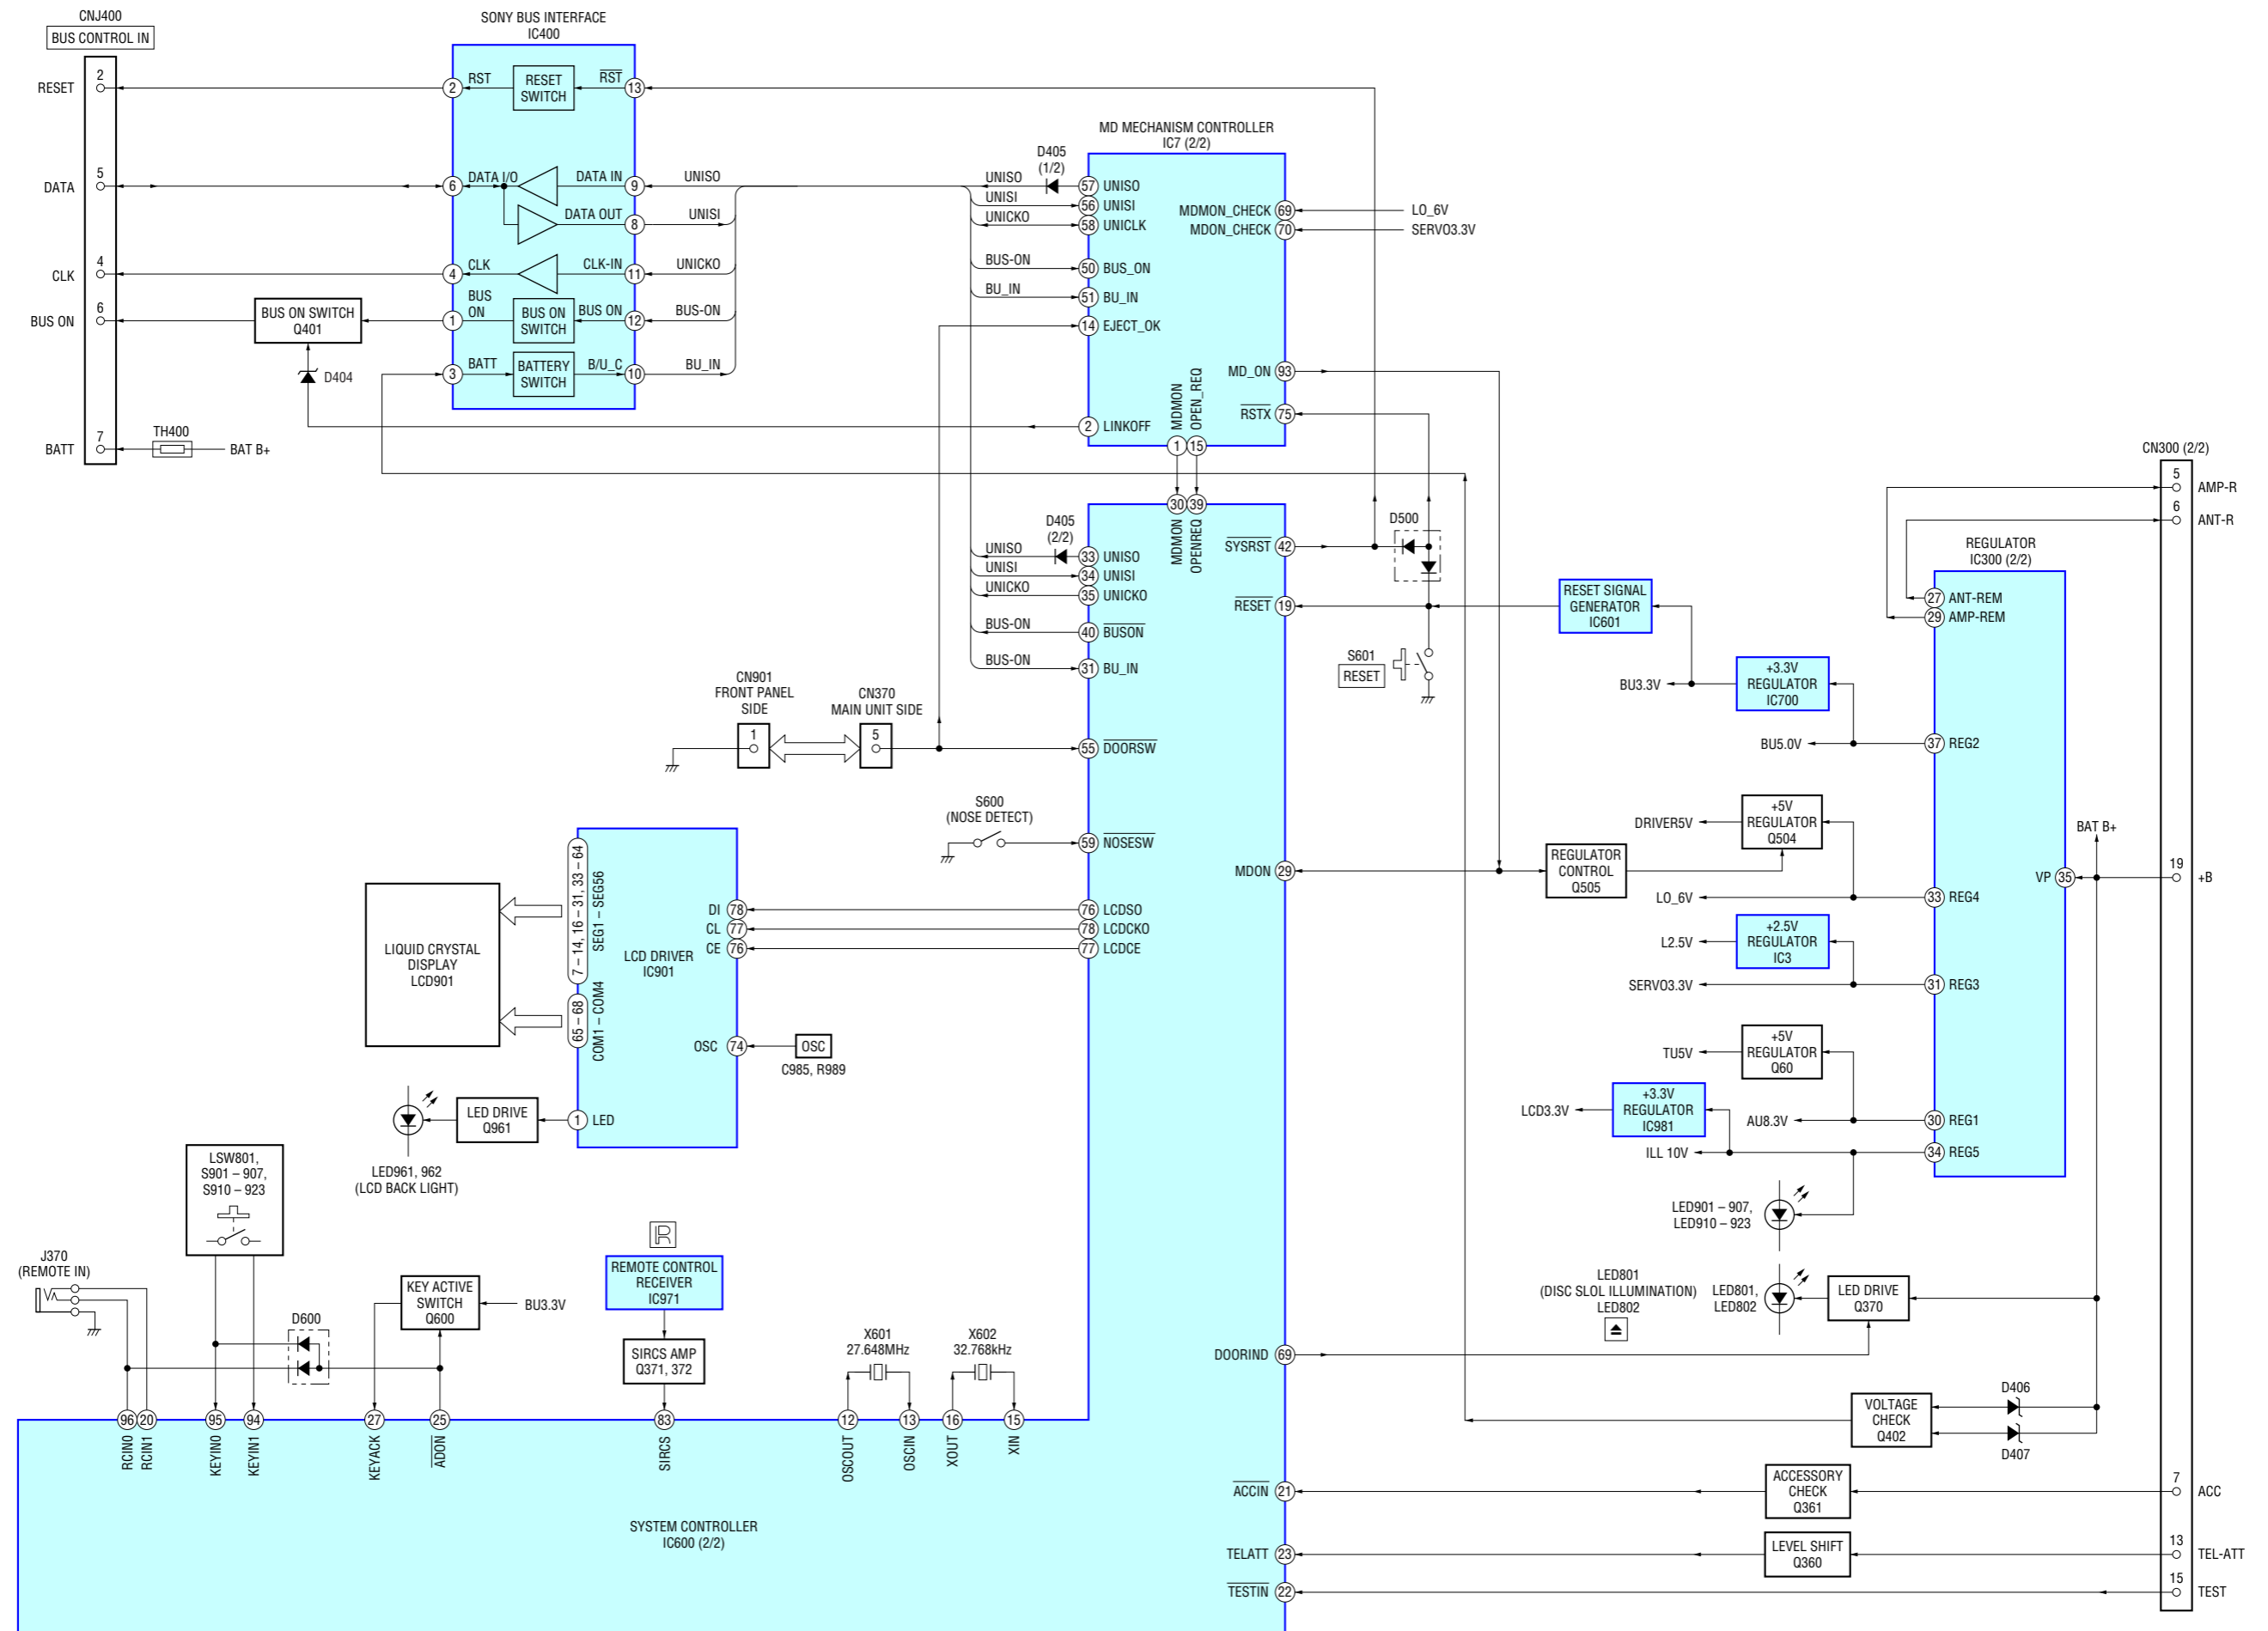 CNJ400
BUS CONTROL IN
2
RESET
5
DATA
4
CLK
6
BUS ON
7
BATT
TH400
BAT B+
BUS ON SWITCH
Q401
D404
SONY BUS INTERFACE
IC400
2
RST
RESET
SWITCH
RST
13
6
DATA I/O
DATA IN
9
UNISO
DATA OUT
8
UNISI
4
CLK
CLK-IN
11
UNICKO
1
BUS
ON
BUS ON
SWITCH
BUS ON
12
BUS-ON
3
BATT
BATTERY
SWITCH
B/U_C
10
BU_IN
MD MECHANISM CONTROLLER
IC7 (2/2)
D405
(1/2)
UNISO
57
UNISO
UNISI
56
UNISI
UNICKO
58
UNICLK
BUS-ON
50
BUS_ON
BU_IN
51
BU_IN
14
EJECT_OK
2
LINKOFF
MDMON_CHECK
69
LO_6V
MDON_CHECK
70
SERVO3.3V
MD_ON
93
RSTX
75
MDMON
OPEN_REQ
1
15
30
39
MDMON
OPENREQ
D405
(2/2)
UNISO
33
UNISO
UNISI
34
UNISI
UNICKO
35
UNICKO
BUS-ON
40
BUSON
BUS-ON
31
BU_IN
SYSRST
42
D500
RESET
19
RESET SIGNAL
GENERATOR
IC601
S601
RESET
CN901
FRONT PANEL
SIDE
1
CN370
MAIN UNIT SIDE
5
55
DOORSW
S600
(NOSE DETECT)
59
NOSESW
MDON
29
REGULATOR
CONTROL
Q505
LIQUID CRYSTAL
DISPLAY
LCD901
7 – 14, 16 – 31, 33 – 64
SEG1 – SEG56
65 – 68
COM1 – COM4
LCD DRIVER
IC901
DI
78
CL
77
CE
76
76
LCDSO
78
LCDCKO
77
LCDCE
OSC
74
OSC
C985, R989
1
LED
LED DRIVE
Q961
LED961, 962
(LCD BACK LIGHT)
LSW801,
S901 – 907,
S910 – 923
J370
(REMOTE IN)
D600
KEY ACTIVE
SWITCH
Q600
BU3.3V
R
REMOTE CONTROL
RECEIVER
IC971
SIRCS AMP
Q371, 372
X601
27.648MHz
X602
32.768kHz
96
20
95
94
27
25
83
12
13
16
15
RCIN0
RCIN1
KEYIN0
KEYIN1
KEYACK
ADON
SIRCS
OSCOUT
OSCIN
XOUT
XIN
SYSTEM CONTROLLER
IC600 (2/2)
DOORIND
69
ACCIN
21
TELATT
23
TESTIN
22
CN300 (2/2)
5
AMP-R
6
ANT-R
REGULATOR
IC300 (2/2)
27
ANT-REM
29
AMP-REM
+3.3V
REGULATOR
IC700
BU3.3V
BU5.0V
37
REG2
+5V
REGULATOR
Q504
DRIVER5V
LO_6V
33
REG4
+2.5V
REGULATOR
IC3
L2.5V
SERVO3.3V
31
REG3
+5V
REGULATOR
Q60
TU5V
+3.3V
REGULATOR
IC981
LCD3.3V
AU8.3V
30
REG1
ILL 10V
34
REG5
VP
35
BAT B+
19
+B
LED901 – 907,
LED910 – 923
LED801
(DISC SLOL ILLUMINATION)
LED802
LED801,
LED802
LED DRIVE
Q370
VOLTAGE
CHECK
Q402
D406
D407
ACCESSORY
CHECK
Q361
7
ACC
LEVEL SHIFT
Q360
13
TEL-ATT
15
TEST